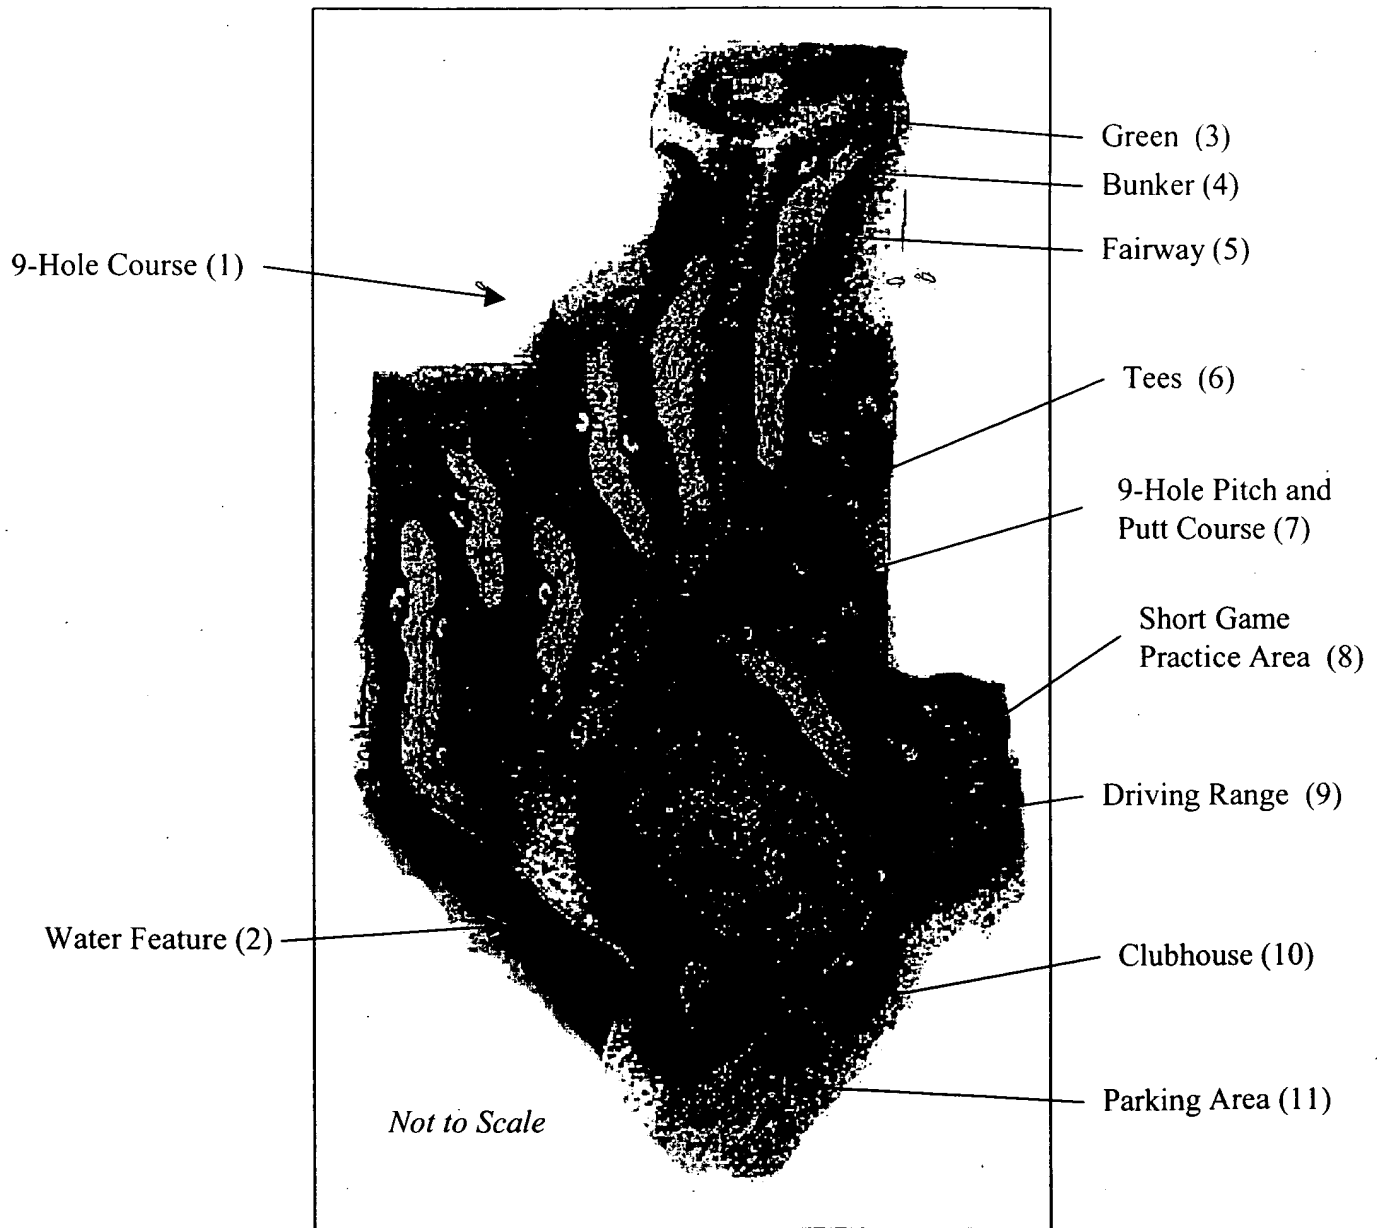 Green (3)
Bunker (4)
Fairway (5)
9-Hole Course (1)
Tees (6)
9-Hole Pitch and
Putt Course (7)
Short Game
Practice Area (8)
Driving Range (9)
Water Feature (2)
Clubhouse (10)
Parking Area (11)
Not to Scale